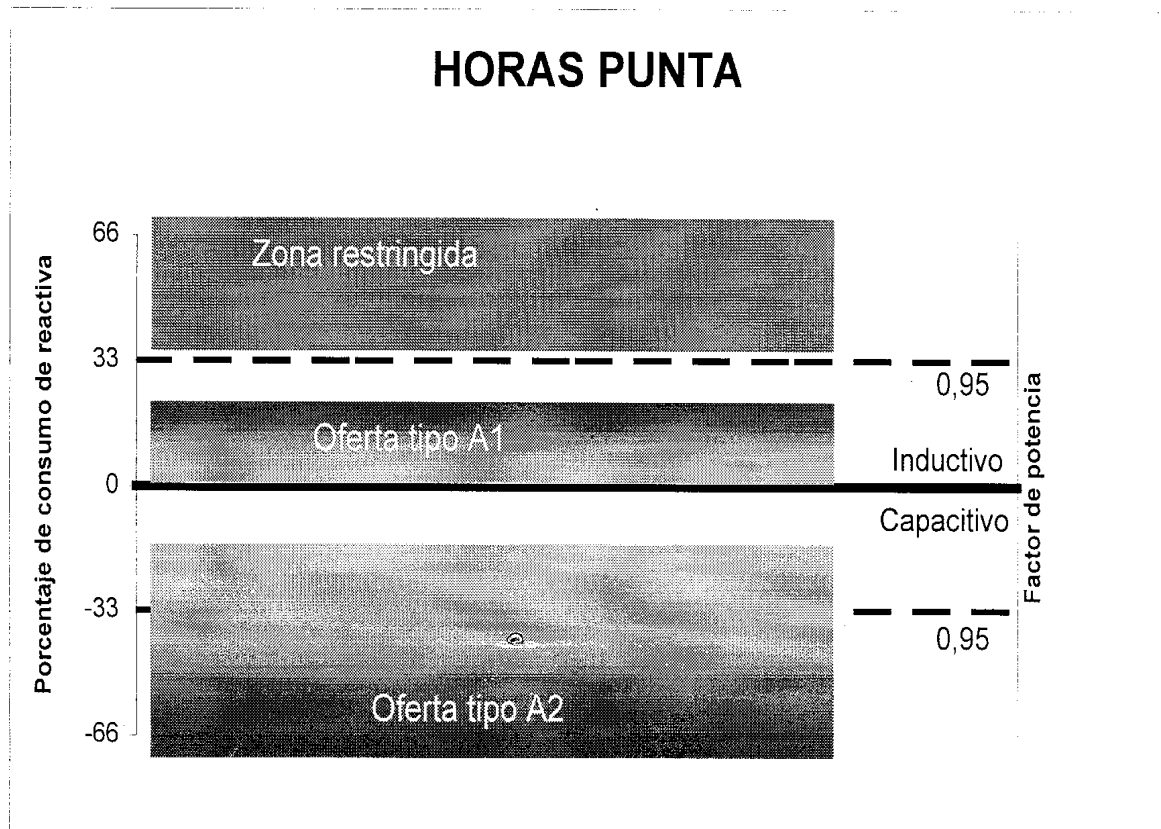 HORAS PUNTA
Porcentaje de consumo de reactiva
66
33
0
-33
-66
Zona restringida
Oferta tipo A1
Oferta tipo A2
0,95
Inductivo
Capacitivo
0,95
Factor de potencia